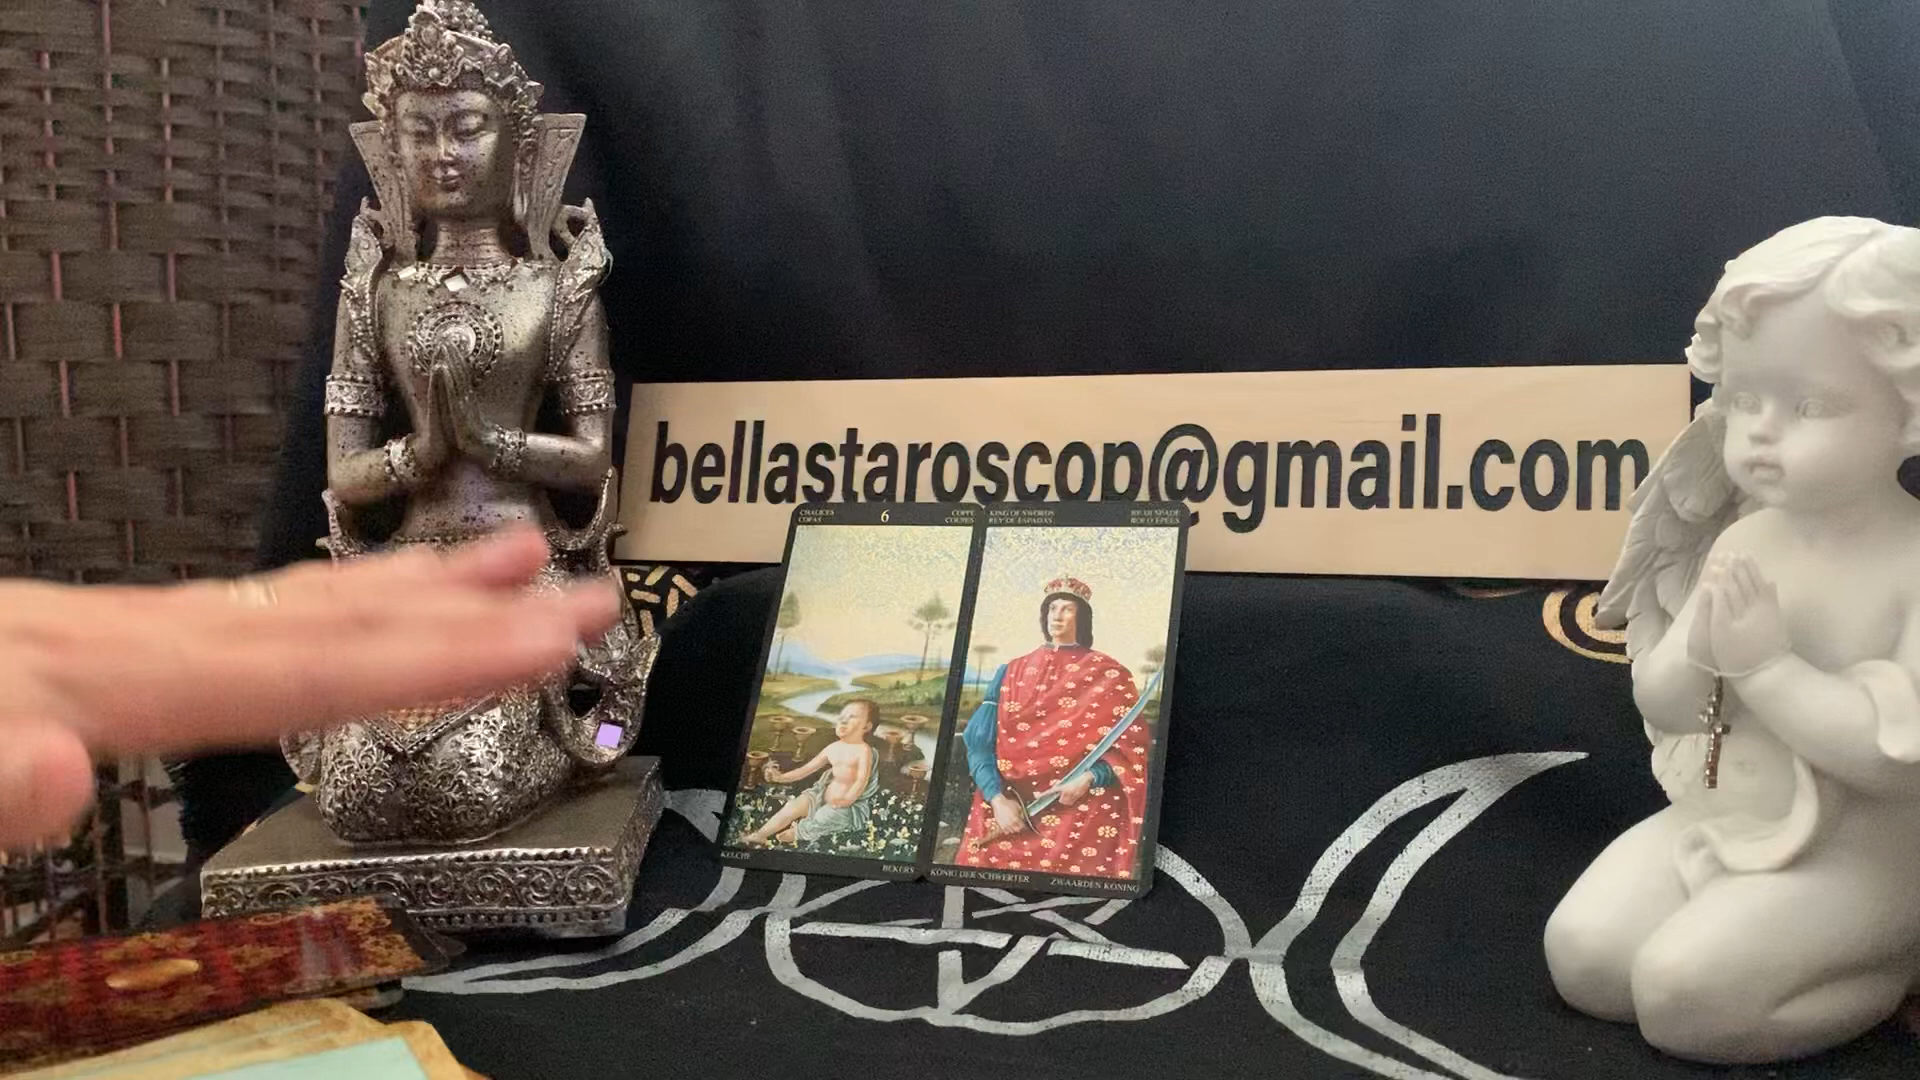 bellastaroscop@gmail.com
CHALICES 6 COPPE
COPAS COUPES
KELCHE
BEKERS
KING OF SWORDS RE DI SPADE
REY DE ESPADAS ROI D'EPEES
KÖNIG DER SCHWERTER
ZWAARDEN KONING